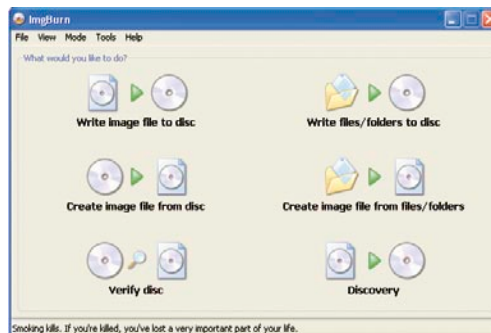 ImgBurn
File View Mode Tools Help
What would you like to do?
Write image file to disc
Write files/folders to disc
Create image file from disc
Create image file from files/folders
Verify disc
Discovery
Smoking kills. If you're killed, you've lost a very important part of your life.